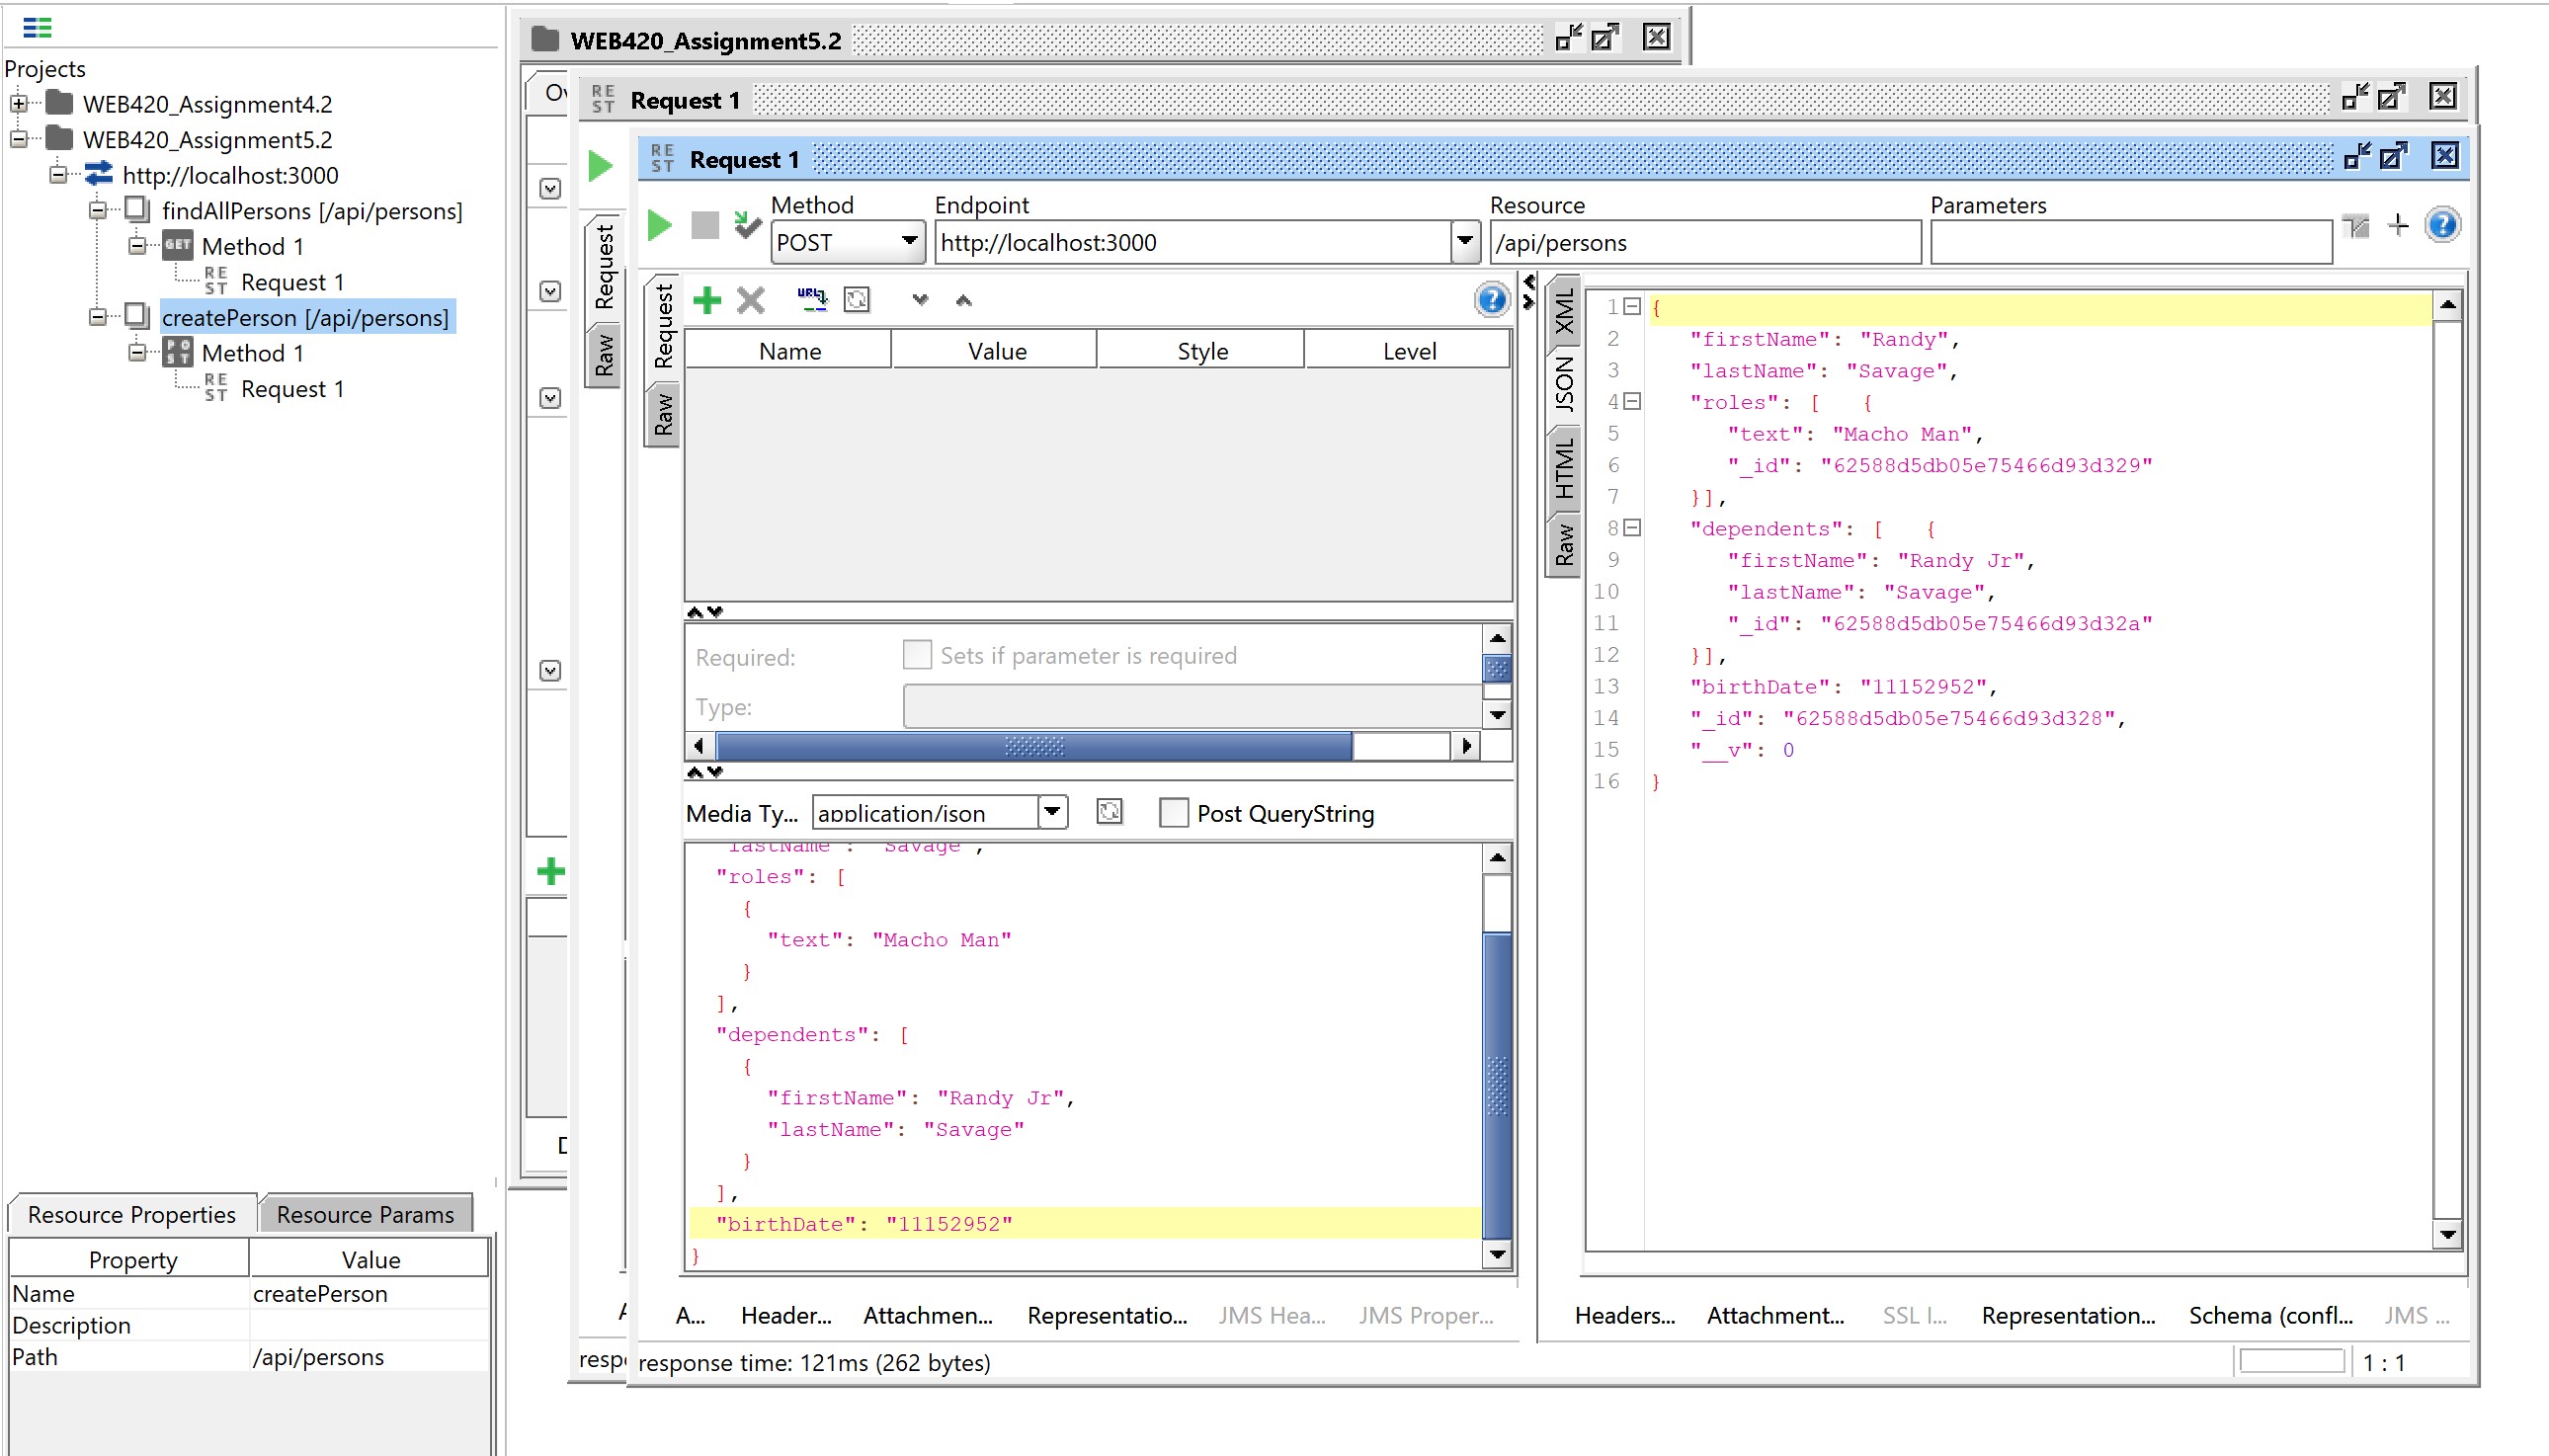 Projects
WEB420_Assignment4.2
WEB420_Assignment5.2
http://localhost:3000
findAllPersons [/api/persons]
GET Method 1
REST Request 1
createPerson [/api/persons]
POST Method 1
REST Request 1
Resource Properties Resource Params
Property Value
Name createPerson
Description
Path /api/persons
WEB420_Assignment5.2
REST Request 1
Request
Raw
REST Request 1
Method Endpoint Resource Parameters
POST http://localhost:3000 /api/persons
Request
Raw
Name Value Style Level
Required: Sets if parameter is required
Type:
Media Ty... application/json Post QueryString
"lastName": "Savage",
"roles": [
{
"text": "Macho Man"
}
],
"dependents": [
{
"firstName": "Randy Jr",
"lastName": "Savage"
}
],
"birthDate": "11152952"
}
A... Header... Attachmen... Representatio... JMS Hea... JMS Proper...
XML
JSON
HTML
Raw
1 {
2 "firstName": "Randy",
3 "lastName": "Savage",
4 "roles": [ {
5 "text": "Macho Man",
6 "_id": "62588d5db05e75466d93d329"
7 }],
8 "dependents": [ {
9 "firstName": "Randy Jr",
10 "lastName": "Savage",
11 "_id": "62588d5db05e75466d93d32a"
12 }],
13 "birthDate": "11152952",
14 "_id": "62588d5db05e75466d93d328",
15 "__v": 0
16 }
Headers... Attachment... SSL I... Representation... Schema (confl... JMS ...
response time: 121ms (262 bytes)
1 : 1